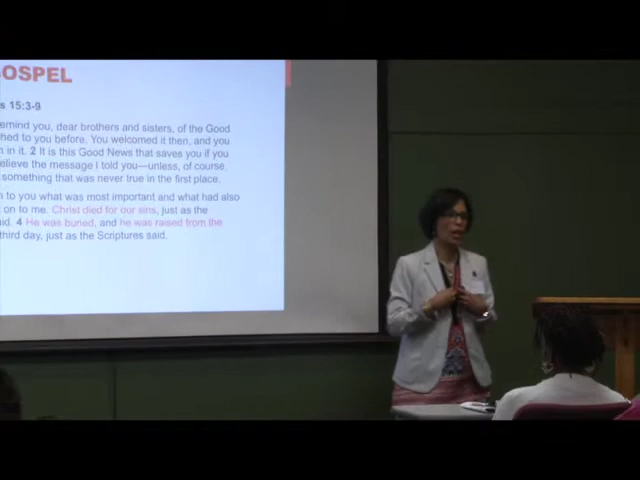 OSPEL
s 15:3-9
emind you, dear brothers and sisters, of the Good
hed to you before. You welcomed it then, and you
in it. 2 It is this Good News that saves you if you
elieve the message I told you—unless, of course,
something that was never true in the first place.
to you what was most important and what had also
on to me. Christ died for our sins, just as the
id. 4 He was buried, and he was raised from the
third day, just as the Scriptures said.